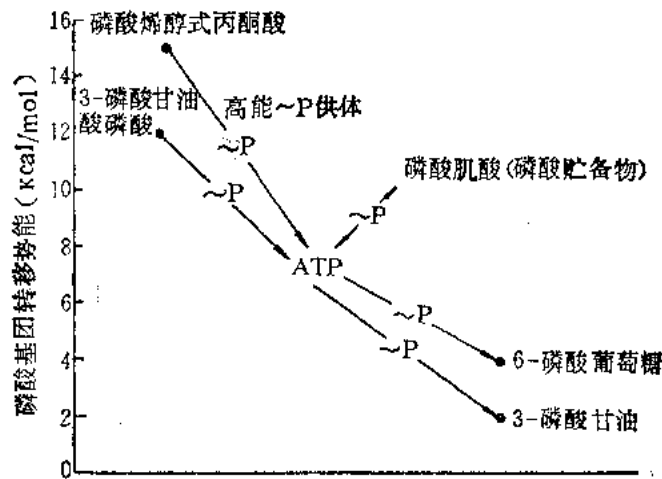 16
14
12
10
8
6
4
2
0
磷酸基团转移势能(Kcal/mol)
磷酸烯醇式丙酮酸
3-磷酸甘油
酸磷酸
高能~P供体
~P
~P
磷酸肌酸(磷酸贮备物)
~P
ATP
~P
~P
6-磷酸葡萄糖
3-磷酸甘油